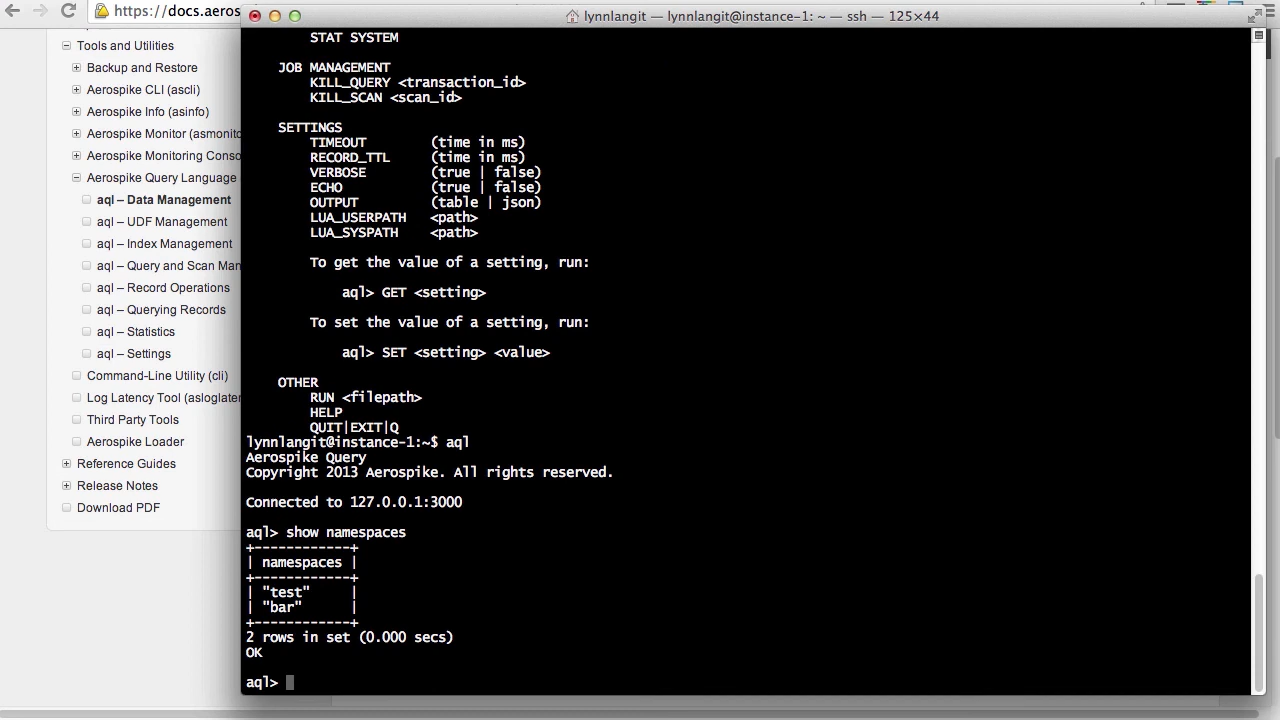 https://docs.aeros
lynnlangit — lynnlangit@instance-1: ~ — ssh — 125×44
Tools and Utilities
Backup and Restore
Aerospike CLI (ascli)
Aerospike Info (asinfo)
Aerospike Monitor (asmonito
Aerospike Monitoring Conso
Aerospike Query Language
aql – Data Management
aql – UDF Management
aql – Index Management
aql – Query and Scan Man
aql – Record Operations
aql – Querying Records
aql – Statistics
aql – Settings
Command-Line Utility (cli)
Log Latency Tool (asloglater
Third Party Tools
Aerospike Loader
Reference Guides
Release Notes
Download PDF
STAT SYSTEM
JOB MANAGEMENT
KILL_QUERY <transaction_id>
KILL_SCAN <scan_id>
SETTINGS
TIMEOUT (time in ms)
RECORD_TTL (time in ms)
VERBOSE (true | false)
ECHO (true | false)
OUTPUT (table | json)
LUA_USERPATH <path>
LUA_SYSPATH <path>
To get the value of a setting, run:
aql> GET <setting>
To set the value of a setting, run:
aql> SET <setting> <value>
OTHER
RUN <filepath>
HELP
QUIT|EXIT|Q
lynnlangit@instance-1:~$ aql
Aerospike Query
Copyright 2013 Aerospike. All rights reserved.
Connected to 127.0.0.1:3000
aql> show namespaces
+------------+
| namespaces |
+------------+
| "test" |
| "bar" |
+------------+
2 rows in set (0.000 secs)
OK
aql>